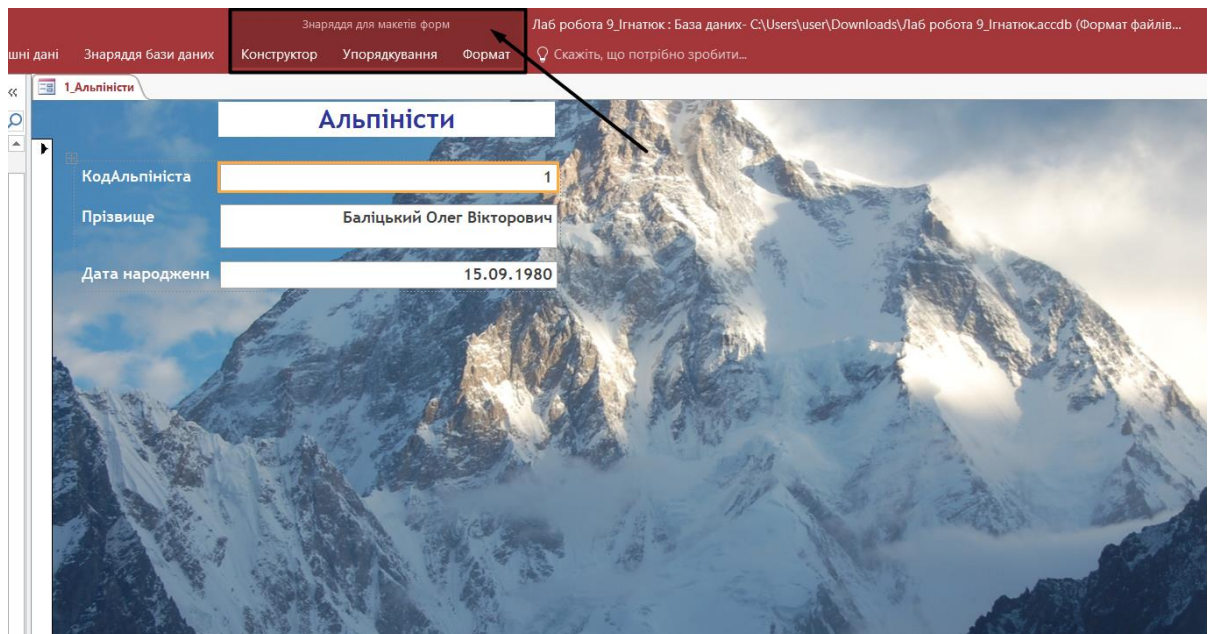 Знаряддя для макетів форм
Лаб робота 9_Ігнатюк : База даних- C:\Users\user\Downloads\Лаб робота 9_Ігнатюк.accdb (Формат файлів...
шні дані Знаряддя бази даних Конструктор Упорядкування Формат Скажіть, що потрібно зробити...
1_Альпіністи
Альпіністи
КодАльпініста 1
Прізвище Баліцький Олег Вікторович
Дата народженн 15.09.1980